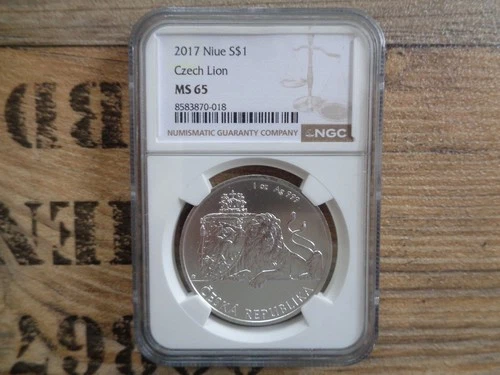 2017 Niue S$1
Czech Lion
MS 65
8583870-018
NUMISMATIC GUARANTY COMPANY
NGC
1 oz Ag 999
ČESKÁ REPUBLIKA